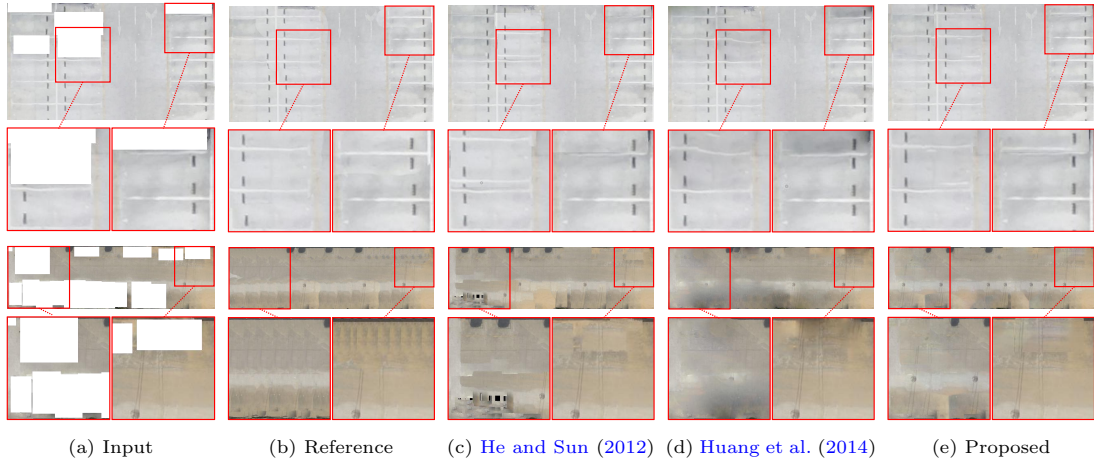 (a) Input (b) Reference (c) He and Sun (2012) (d) Huang et al. (2014) (e) Proposed